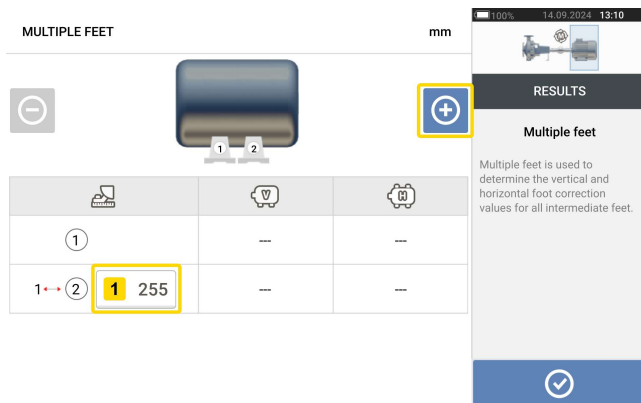 MULTIPLE FEET
mm
100% 14.09.2024 13:10
1 2
V H
1 --- ---
1 2 1 255 --- ---
RESULTS
Multiple feet
Multiple feet is used to
determine the vertical and
horizontal foot correction
values for all intermediate feet.